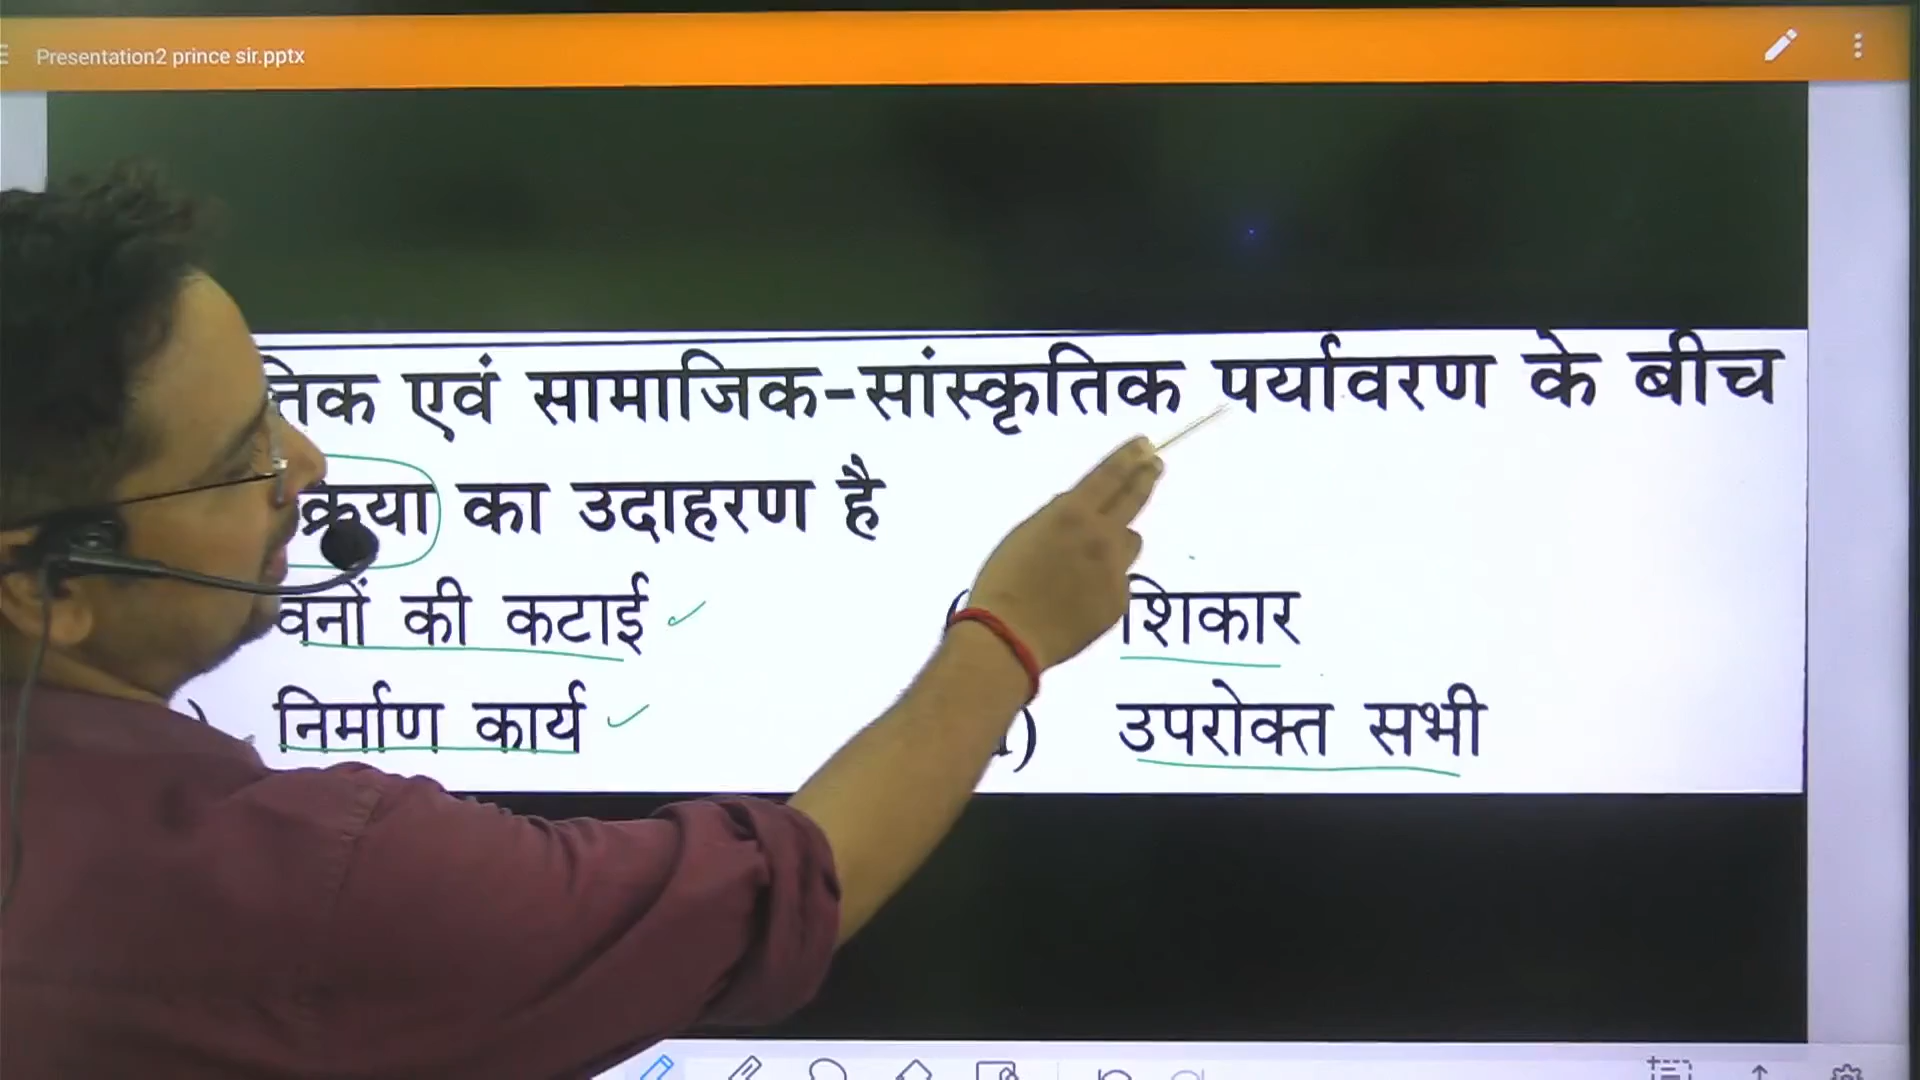 Presentation2 prince sir.pptx
एवं सामाजिक-सांस्कृतिक पर्यावरण के बीच
का उदाहरण है
वनों की कटाई
शिकार
निर्माण कार्य
उपरोक्त सभी